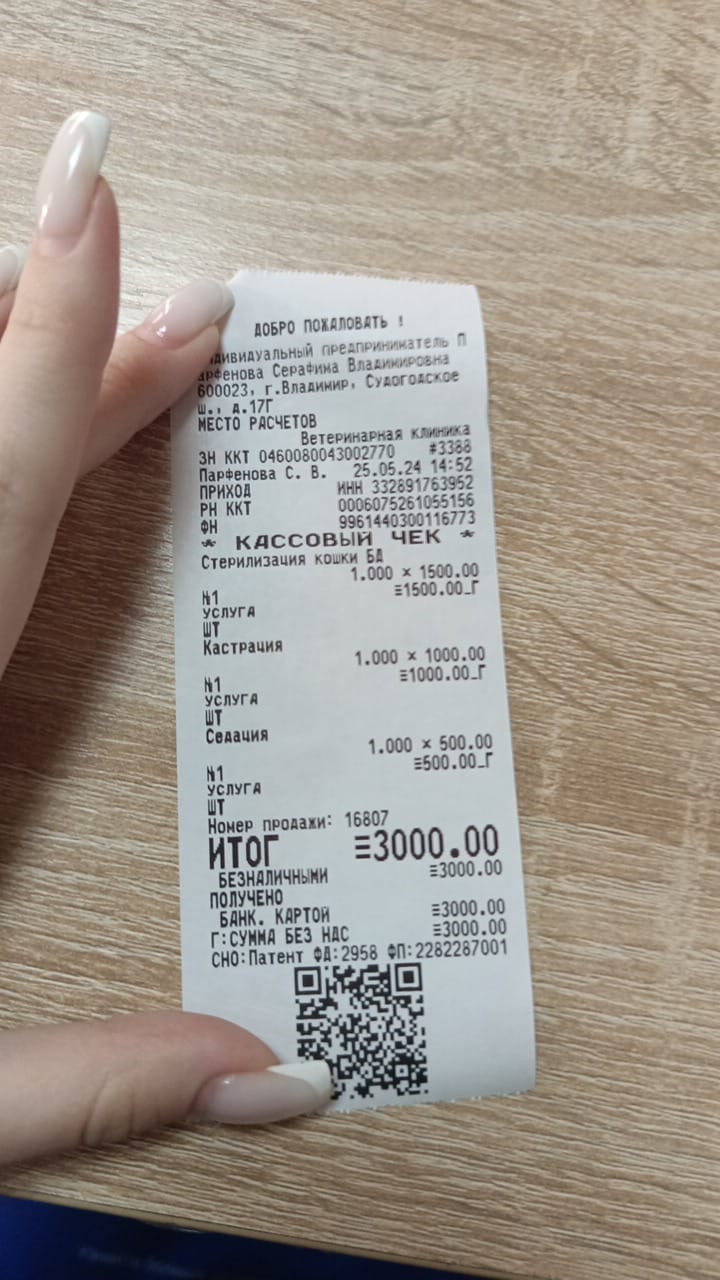 ДОБРО ПОЖАЛОВАТЬ !
ндивидуальный предприниматель П
арфенова Серафима Владимировна
600023, г.Владимир, Судогодское
ш., д.17Г
МЕСТО РАСЧЕТОВ
Ветеринарная клиника
ЗН ККТ 0460080043002770 #3388
Парфенова С. В. 25.05.24 14:52
ПРИХОД ИНН 332891763952
РН ККТ 0006075261055156
ФН 9961440300116773
* КАССОВЫЙ ЧЕК *
Стерилизация кошки БД
1.000 × 1500.00
≡1500.00_Г
№1
УСЛУГА
ШТ
Кастрация
1.000 × 1000.00
≡1000.00_Г
№1
УСЛУГА
ШТ
Седация
1.000 × 500.00
≡500.00_Г
№1
УСЛУГА
ШТ
Номер продажи: 16807
ИТОГ ≡3000.00
БЕЗНАЛИЧНЫМИ ≡3000.00
ПОЛУЧЕНО
БАНК. КАРТОЙ ≡3000.00
Г:СУММА БЕЗ НДС ≡3000.00
СНО:Патент ФД:2958 ФП:2282287001